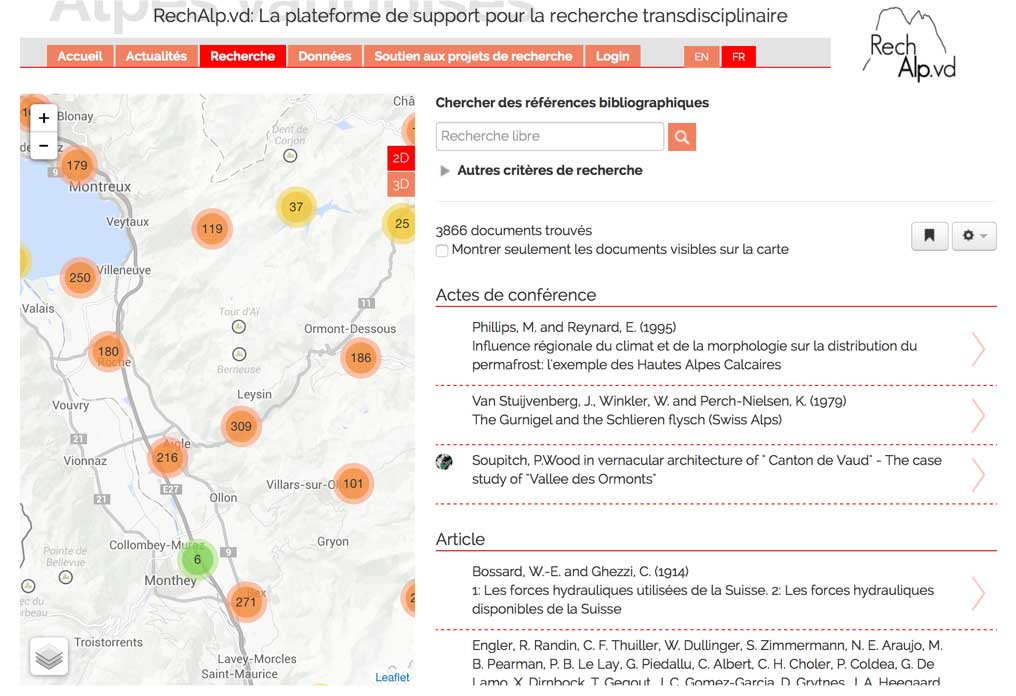 Alpes vaudoises
RechAlp.vd: La plateforme de support pour la recherche transdisciplinaire
Accueil
Actualités
Recherche
Données
Soutien aux projets de recherche
Login
EN
FR
Rech
Alp.vd
+
−
Blonay
Dent de
Corjon
2D
3D
179
9
Montreux
37
25
119
Veytaux
Villeneuve
250
11
Valais
Tour d'Aï
Ormont-Dessous
180
Roche
186
Berneuse
Leysin
Vouvry
309
21
Aigle
216
Vionnaz
E27
101
21
Ollon
Gryon
Collombey-Muraz
9
6
Pointe de
Bellevue
Monthey
271
Bex
Troistorrents
Lavey-Morcles
Saint-Maurice
Leaflet
Chercher des références bibliographiques
Recherche libre
Autres critères de recherche
3866 documents trouvés
Montrer seulement les documents visibles sur la carte
Actes de conférence
Phillips, M. and Reynard, E. (1995)
Influence régionale du climat et de la morphologie sur la distribution du
permafrost: l'exemple des Hautes Alpes Calcaires
Van Stuijvenberg, J., Winkler, W. and Perch-Nielsen, K. (1979)
The Gurnigel and the Schlieren flysch (Swiss Alps)
Soupitch, P.Wood in vernacular architecture of " Canton de Vaud" - The case
study of "Vallee des Ormonts"
Article
Bossard, W.-E. and Ghezzi, C. (1914)
1: Les forces hydrauliques utilisées de la Suisse. 2: Les forces hydrauliques
disponibles de la Suisse
Engler, R. Randin, C. F. Thuiller, W. Dullinger, S. Zimmermann, N. E. Araujo, M.
B. Pearman, P. B. Le Lay, G. Piedallu, C. Albert, C. H. Choler, P. Coldea, G. De
Lamo, X. Dirnbock, T. Gegout, J. C. Gomez-Garcia, D. Grytnes, J. A. Heegaard,